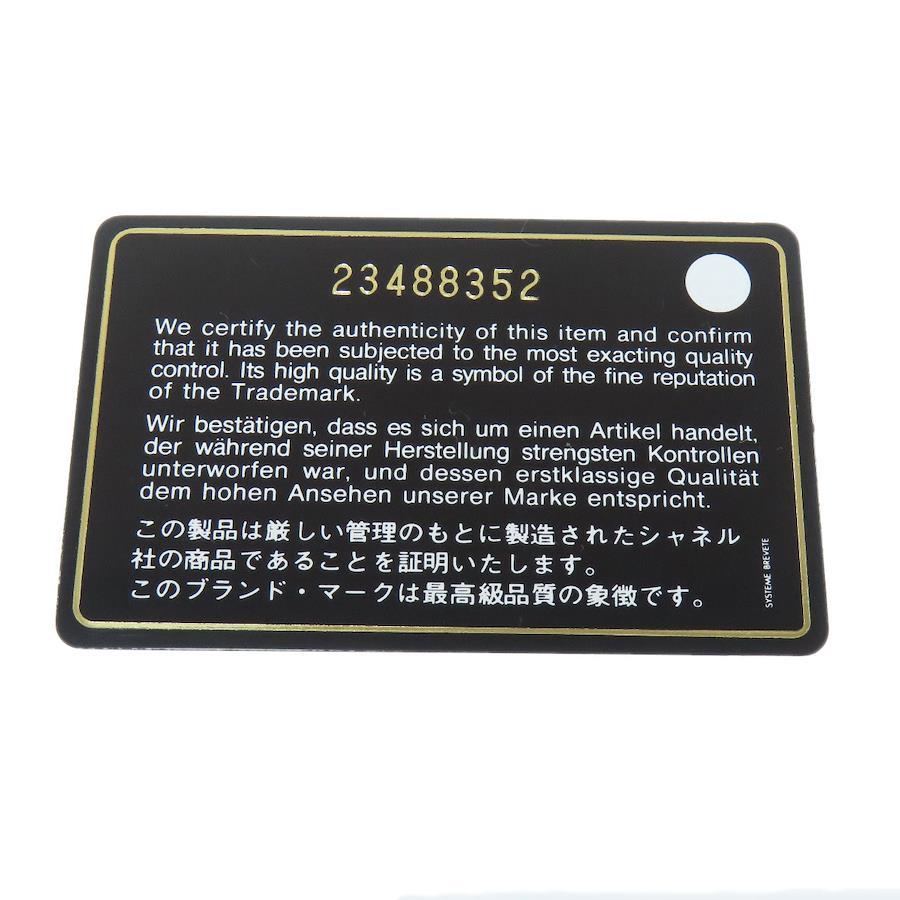 23488352
We certify the authenticity of this item and confirm
that it has been subjected to the most exacting quality
control. Its high quality is a symbol of the fine reputation
of the Trademark.
Wir bestätigen, dass es sich um einen Artikel handelt,
der während seiner Herstellung strengsten Kontrollen
unterworfen war, und dessen erstklassige Qualität
dem hohen Ansehen unserer Marke entspricht.
この製品は厳しい管理のもとに製造されたシャネル
社の商品であることを証明いたします。
このブランド・マークは最高級品質の象徴です。
SYSTEME BREVETE